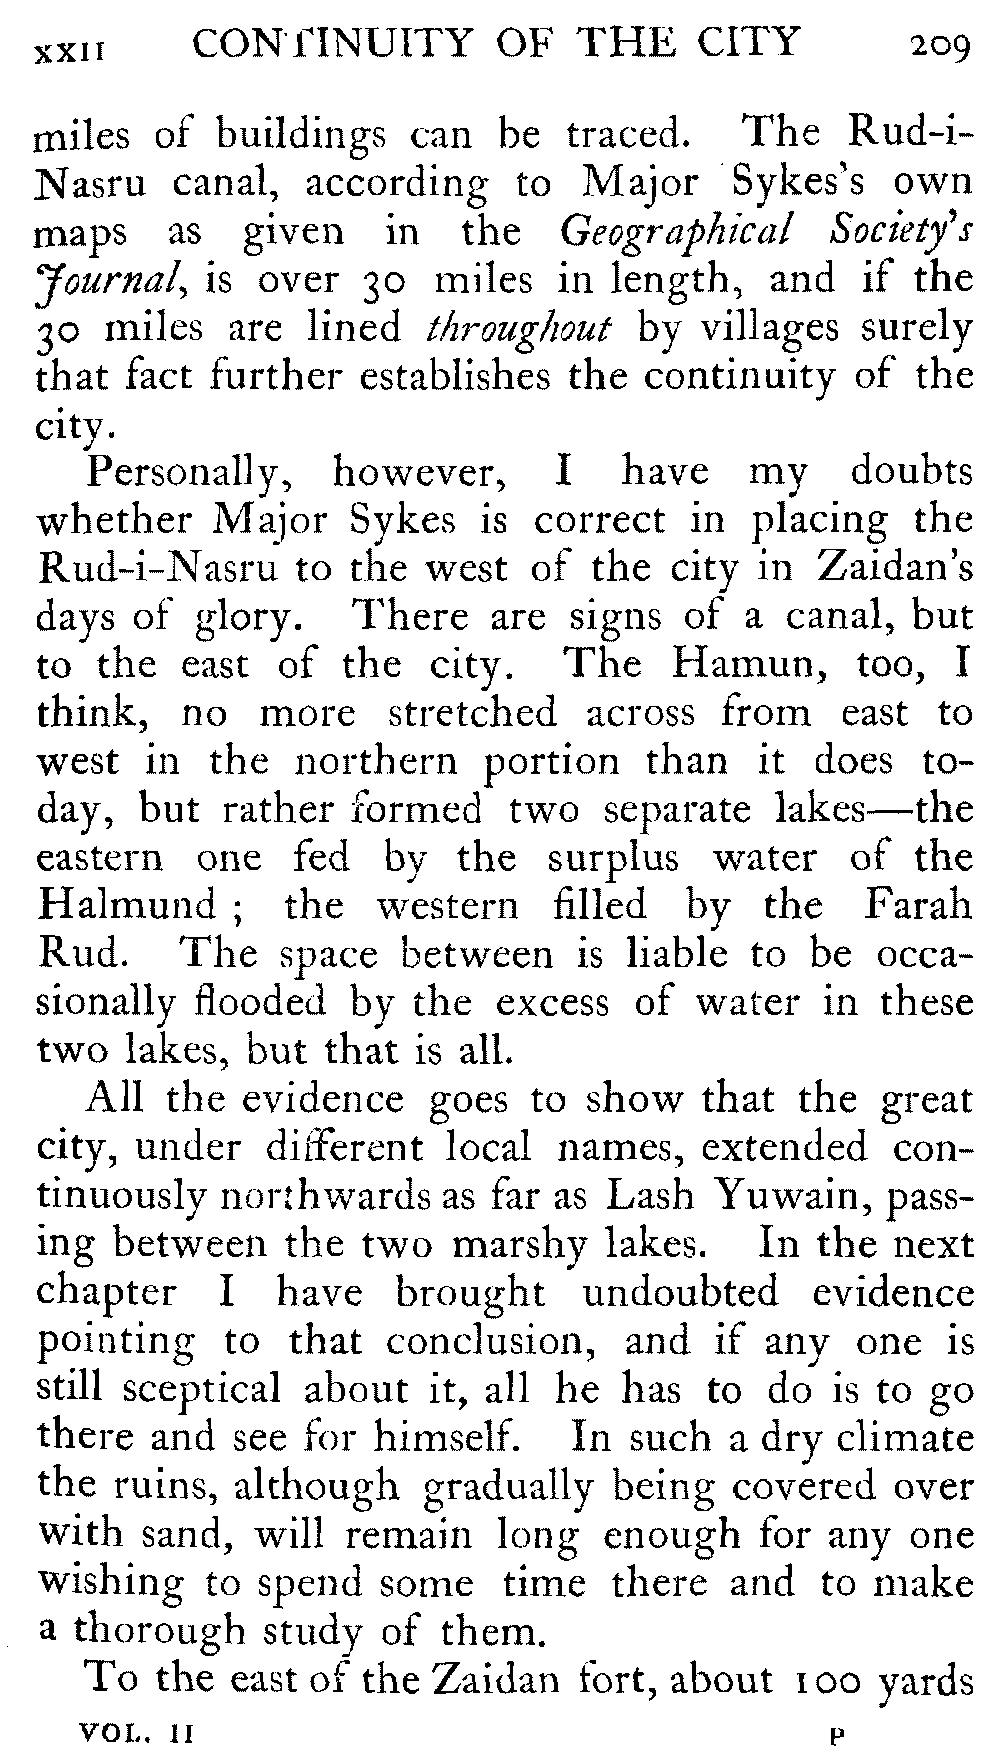 XXII CONTINUITY OF THE CITY 209
miles of buildings can be traced. The Rud-i-
Nasru canal, according to Major Sykes's own
maps as given in the Geographical Society's
Journal, is over 30 miles in length, and if the
30 miles are lined throughout by villages surely
that fact further establishes the continuity of the
city.
Personally, however, I have my doubts
whether Major Sykes is correct in placing the
Rud-i-Nasru to the west of the city in Zaidan's
days of glory. There are signs of a canal, but
to the east of the city. The Hamun, too, I
think, no more stretched across from east to
west in the northern portion than it does to-
day, but rather formed two separate lakes—the
eastern one fed by the surplus water of the
Halmund ; the western filled by the Farah
Rud. The space between is liable to be occa-
sionally flooded by the excess of water in these
two lakes, but that is all.
All the evidence goes to show that the great
city, under different local names, extended con-
tinuously northwards as far as Lash Yuwain, pass-
ing between the two marshy lakes. In the next
chapter I have brought undoubted evidence
pointing to that conclusion, and if any one is
still sceptical about it, all he has to do is to go
there and see for himself. In such a dry climate
the ruins, although gradually being covered over
with sand, will remain long enough for any one
wishing to spend some time there and to make
a thorough study of them.
To the east of the Zaidan fort, about 100 yards
VOL. II P